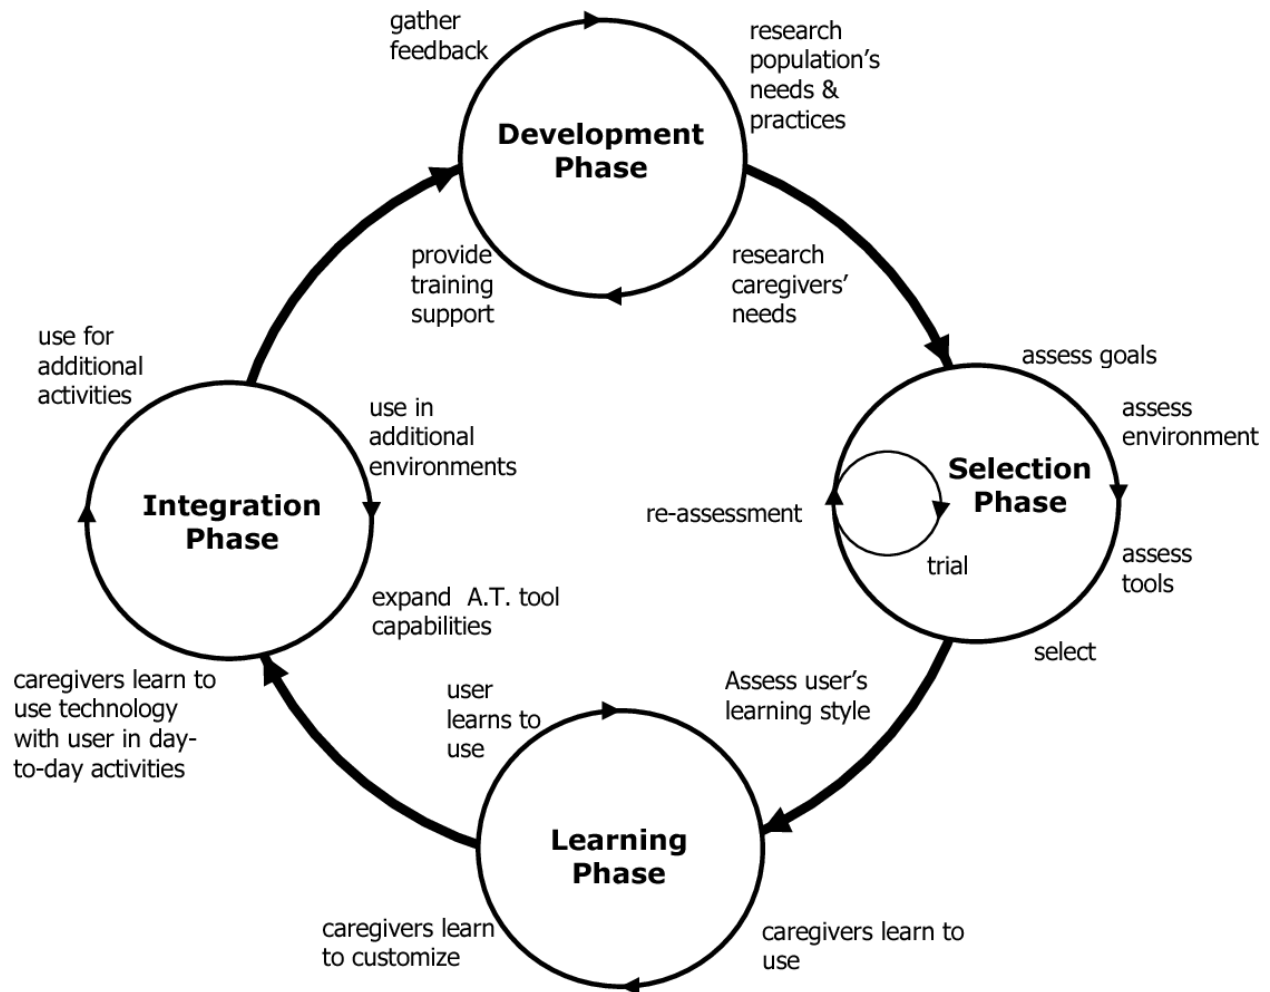 gather
feedback
research
population's
needs &
practices
Development
Phase
provide
training
support
research
caregivers'
needs
use for
additional
activities
use in
additional
environments
Integration
Phase
expand  A.T. tool
capabilities
caregivers learn to
use technology
with user in day-
to-day activities
assess goals
assess
environment
Selection
Phase
re-assessment
trial
assess
tools
select
Assess user's
learning style
user
learns to
use
Learning
Phase
caregivers learn
to customize
caregivers learn to
use